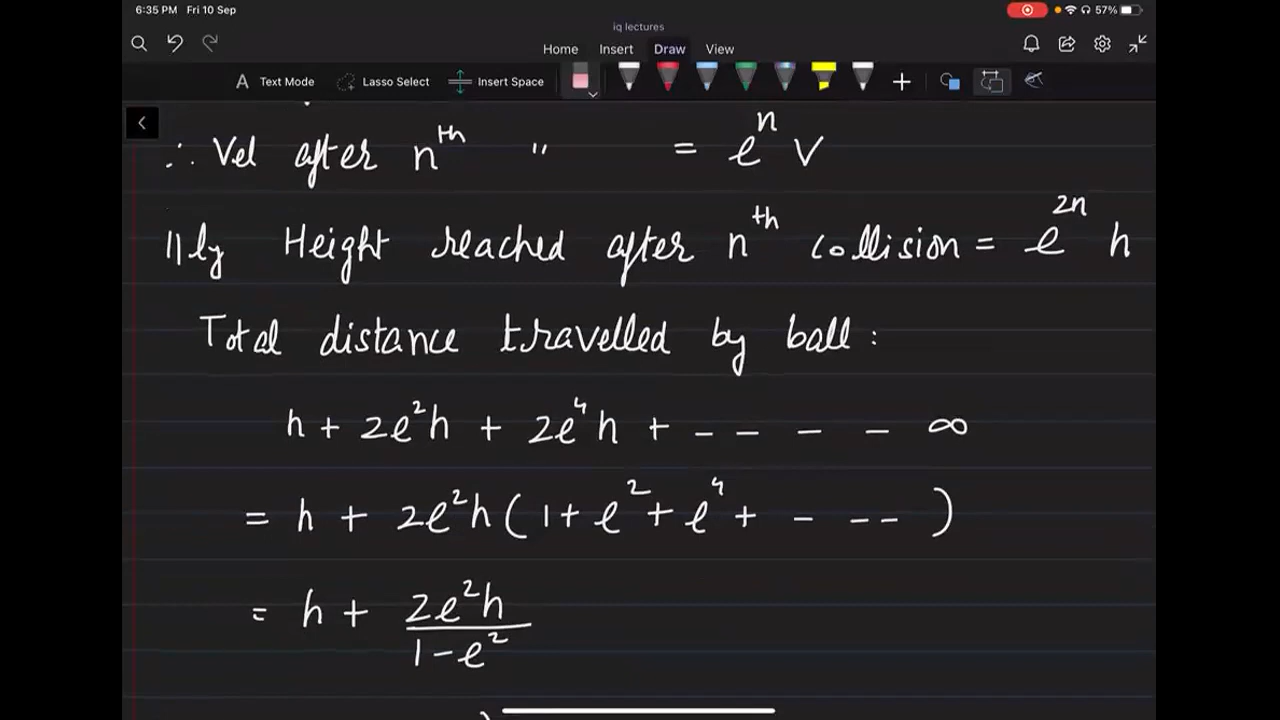 6:35 PM Fri 10 Sep 57%
iq lectures
Home Insert Draw View
A Text Mode Lasso Select Insert Space
∴ Vel after nᵗʰ " = eⁿ V
||ly Height reached after nᵗʰ collision = e²ⁿ h
Total distance travelled by ball :
h + 2e²h + 2e⁴h + - - - - ∞
= h + 2e²h ( 1 + e² + e⁴ + - - - )
= h + 2e²h / 1 - e²